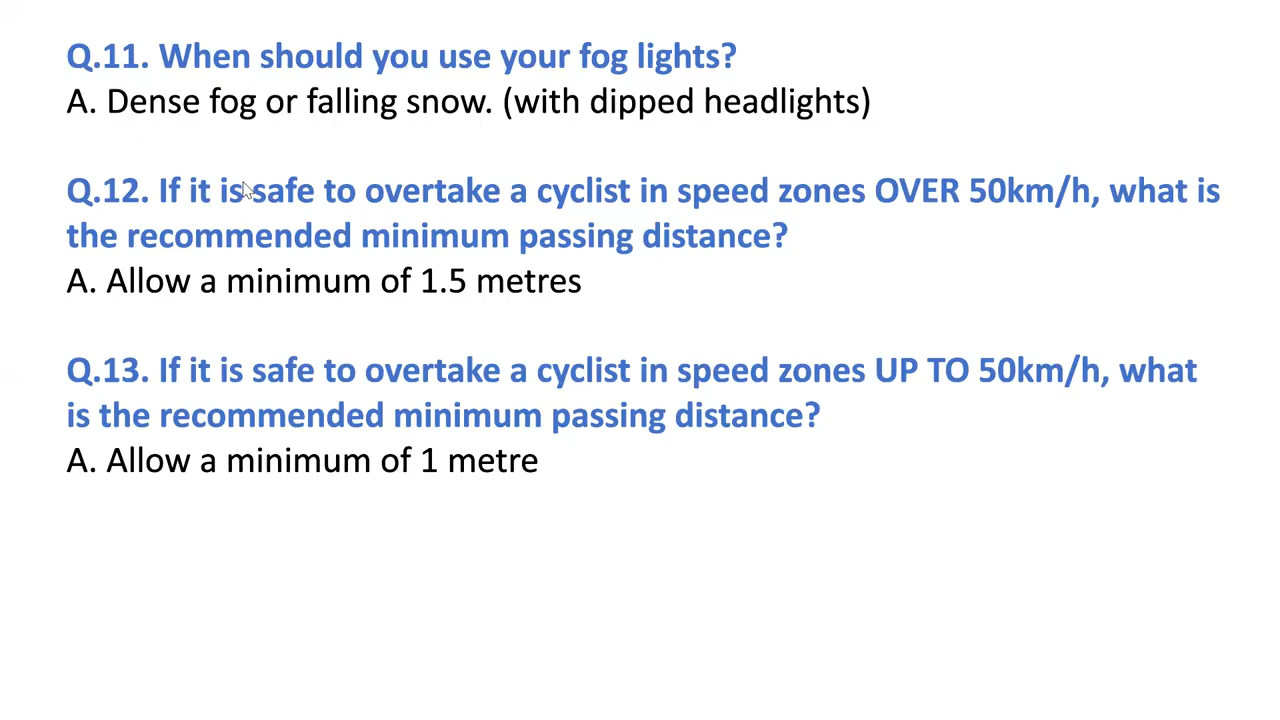 Q.11. When should you use your fog lights?
A. Dense fog or falling snow. (with dipped headlights)
Q.12. If it is safe to overtake a cyclist in speed zones OVER 50km/h, what is
the recommended minimum passing distance?
A. Allow a minimum of 1.5 metres
Q.13. If it is safe to overtake a cyclist in speed zones UP TO 50km/h, what
is the recommended minimum passing distance?
A. Allow a minimum of 1 metre